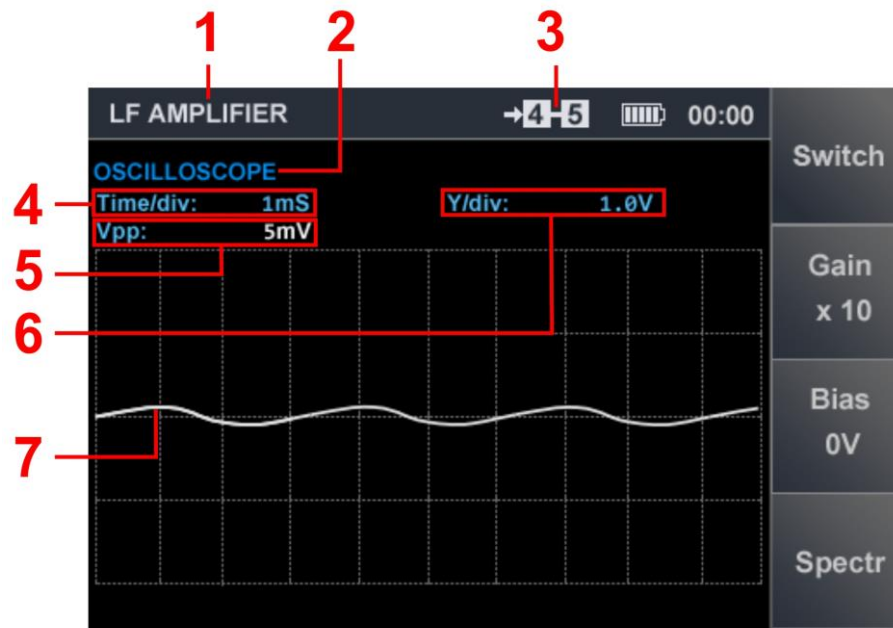 1 2 3
LF AMPLIFIER →4-5 00:00
Switch
OSCILLOSCOPE
4 Time/div: 1mS Y/div: 1.0V
Vpp: 5mV
5
Gain
x 10
6
Bias
0V
7
Spectr